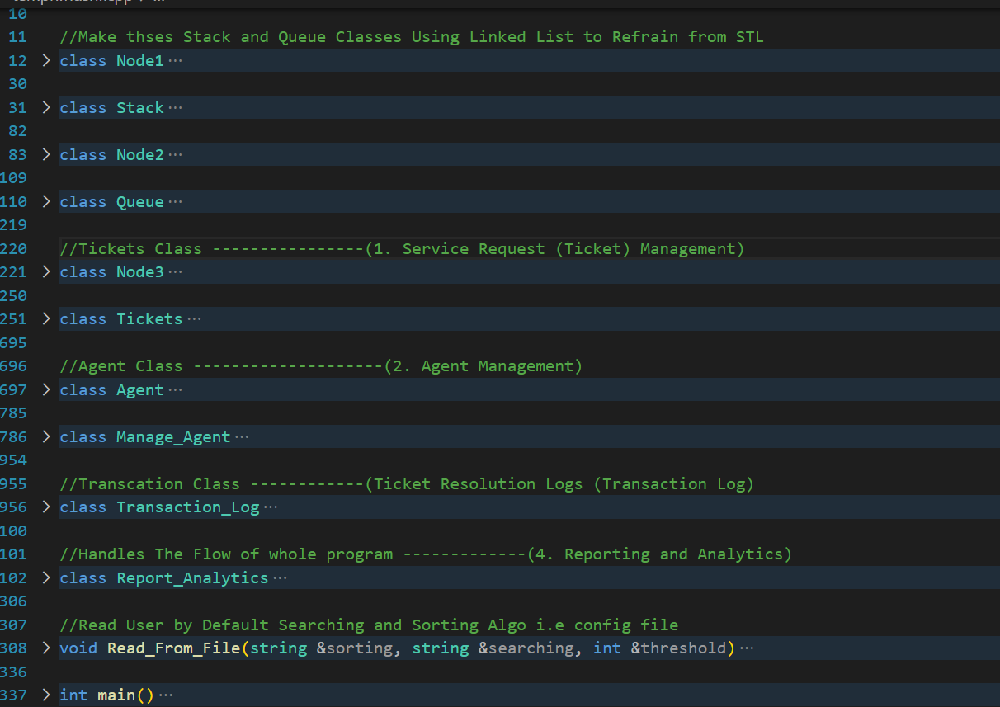 10
11 //Make thses Stack and Queue Classes Using Linked List to Refrain from STL
12 > class Node1 ···
30
31 > class Stack ···
82
83 > class Node2 ···
109
110 > class Queue ···
219
220 //Tickets Class ----------------(1. Service Request (Ticket) Management)
221 > class Node3 ···
250
251 > class Tickets ···
695
696 //Agent Class --------------------(2. Agent Management)
697 > class Agent ···
785
786 > class Manage_Agent ···
954
955 //Transcation Class ------------(Ticket Resolution Logs (Transaction Log)
956 > class Transaction_Log ···
100
101 //Handles The Flow of whole program -------------(4. Reporting and Analytics)
102 > class Report_Analytics ···
306
307 //Read User by Default Searching and Sorting Algo i.e config file
308 > void Read_From_File(string &sorting, string &searching, int &threshold) ···
336
337 > int main() ···